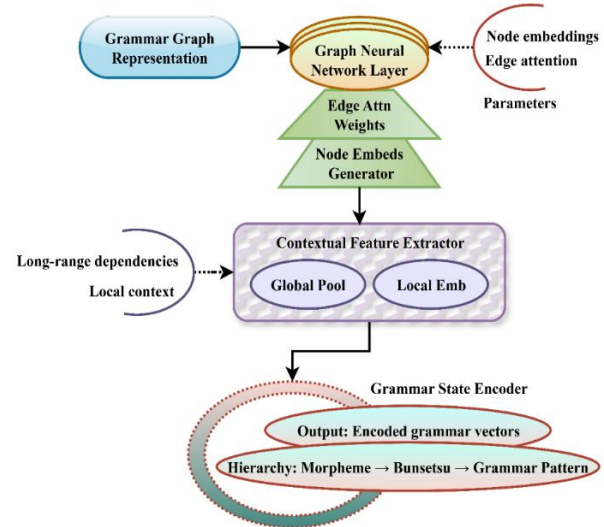 Grammar Graph
Representation
Graph Neural
Network Layer
Node embeddings
Edge attention
Parameters
Edge Attn
Weights
Node Embeds
Generator
Contextual Feature Extractor
Long-range dependencies
Local context
Global Pool
Local Emb
Grammar State Encoder
Output: Encoded grammar vectors
Hierarchy: Morpheme → Bunsetsu → Grammar Pattern